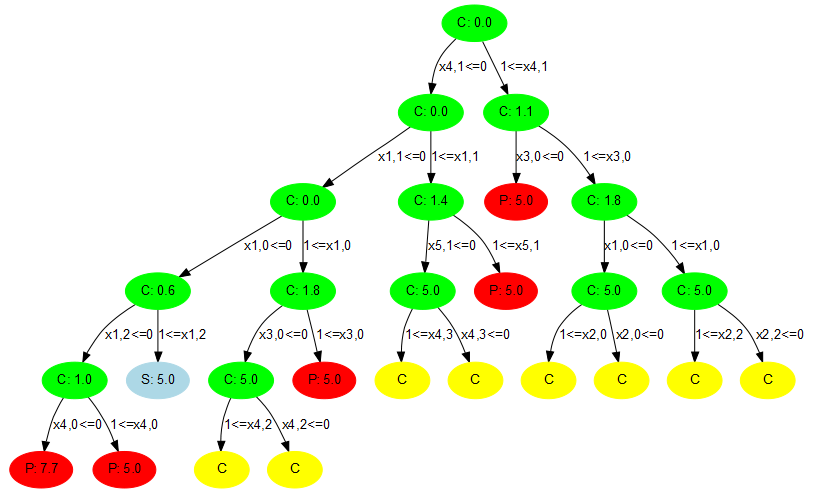 C: 0.0
x4,1<=0
1<=x4,1
C: 0.0
C: 1.1
x1,1<=0
1<=x1,1
x3,0<=0
1<=x3,0
C: 0.0
C: 1.4
P: 5.0
C: 1.8
x1,0<=0
1<=x1,0
x5,1<=0
1<=x5,1
x1,0<=0
1<=x1,0
C: 0.6
C: 1.8
C: 5.0
P: 5.0
C: 5.0
C: 5.0
x1,2<=0
1<=x1,2
x3,0<=0
1<=x3,0
1<=x4,3
x4,3<=0
1<=x2,0
x2,0<=0
1<=x2,2
x2,2<=0
C: 1.0
S: 5.0
C: 5.0
P: 5.0
C
C
C
C
C
C
x4,0<=0
1<=x4,0
1<=x4,2
x4,2<=0
P: 7.7
P: 5.0
C
C